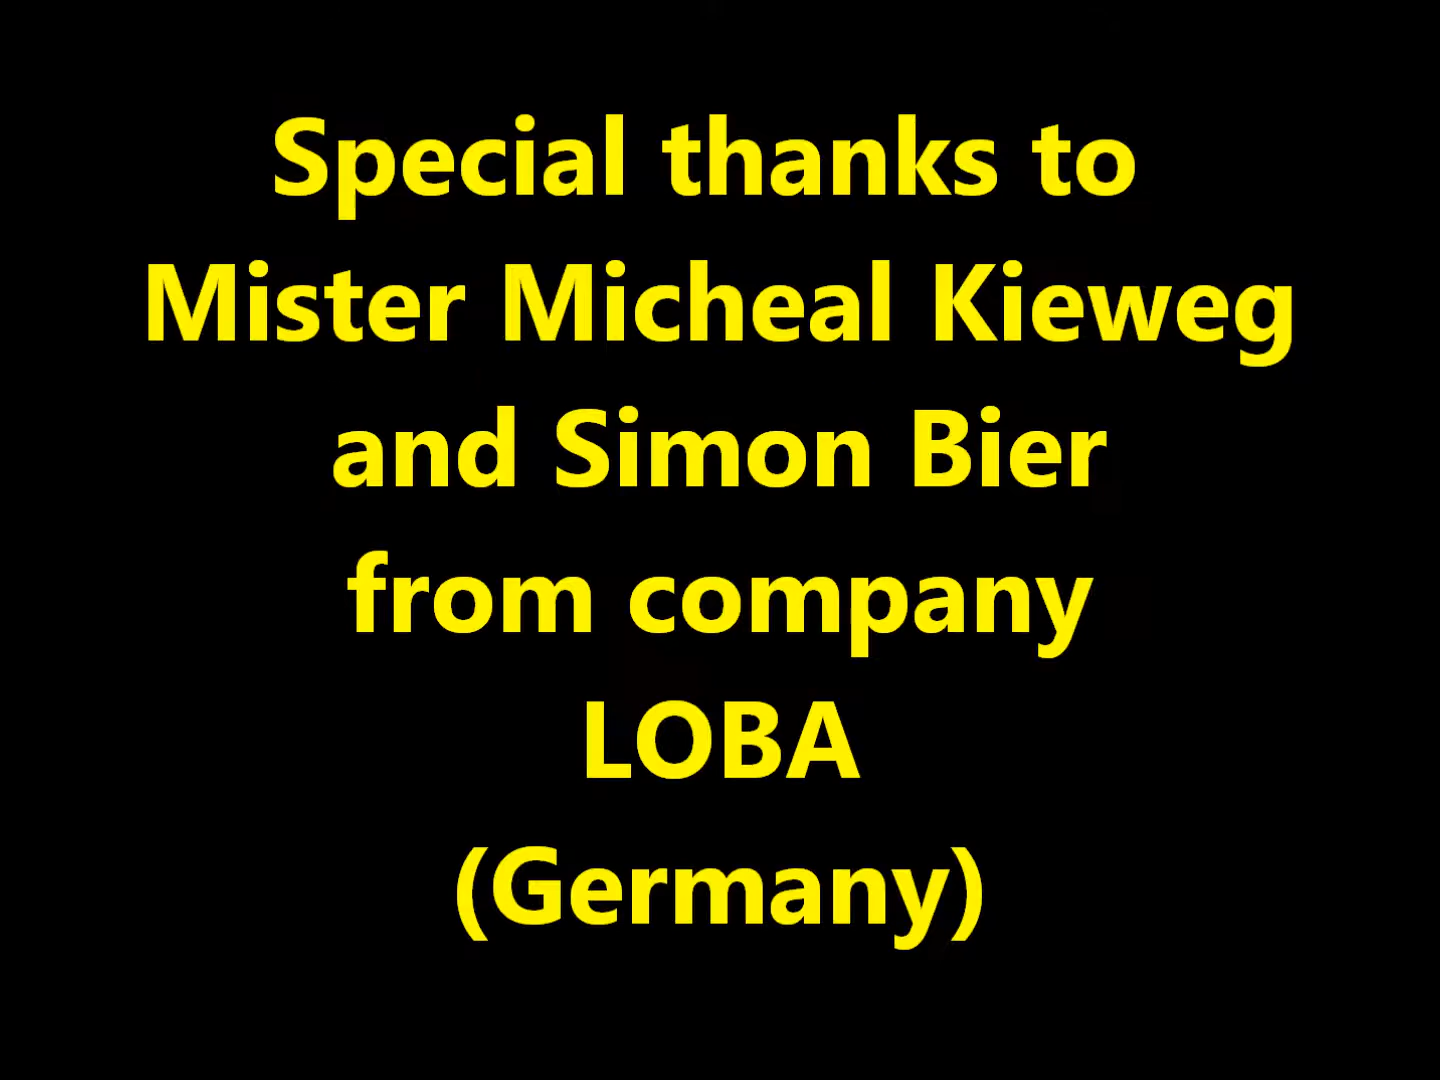 Special thanks to
Mister Micheal Kieweg
and Simon Bier
from company
LOBA
(Germany)